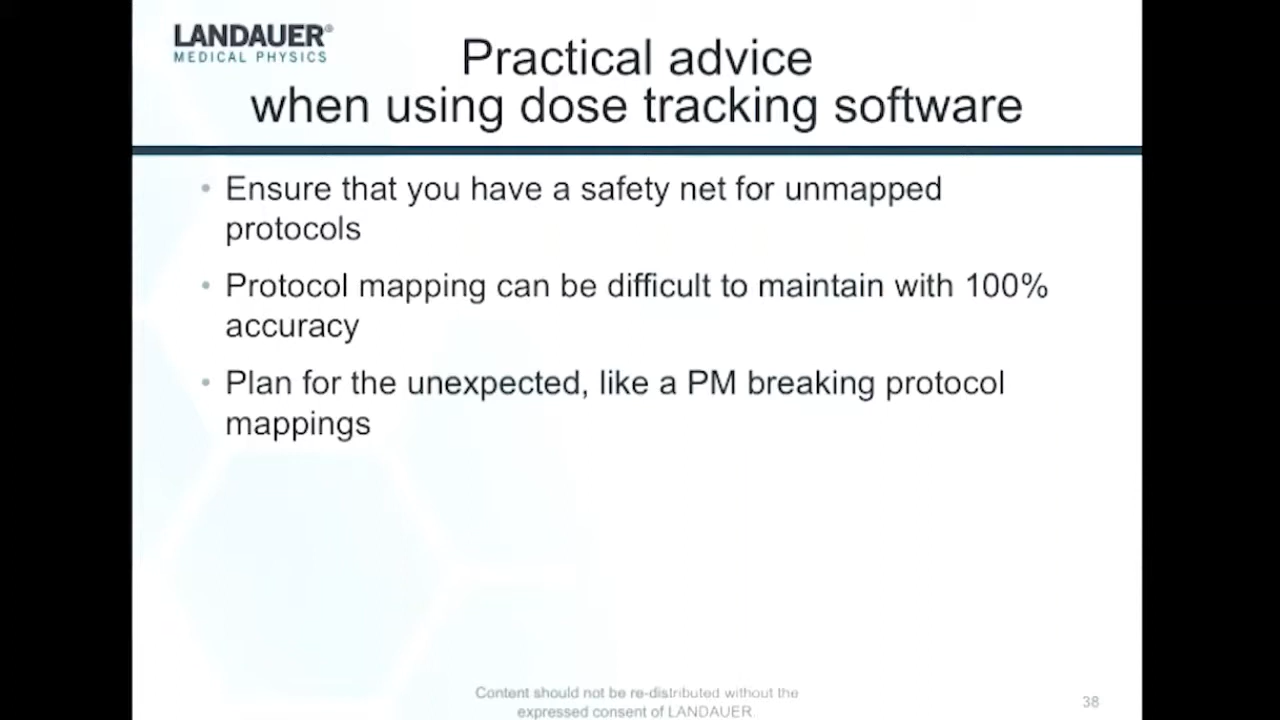 LANDAUER®
MEDICAL PHYSICS
Practical advice
when using dose tracking software
• Ensure that you have a safety net for unmapped
protocols
• Protocol mapping can be difficult to maintain with 100%
accuracy
• Plan for the unexpected, like a PM breaking protocol
mappings
Content should not be re-distributed without the
expressed consent of LANDAUER.
38